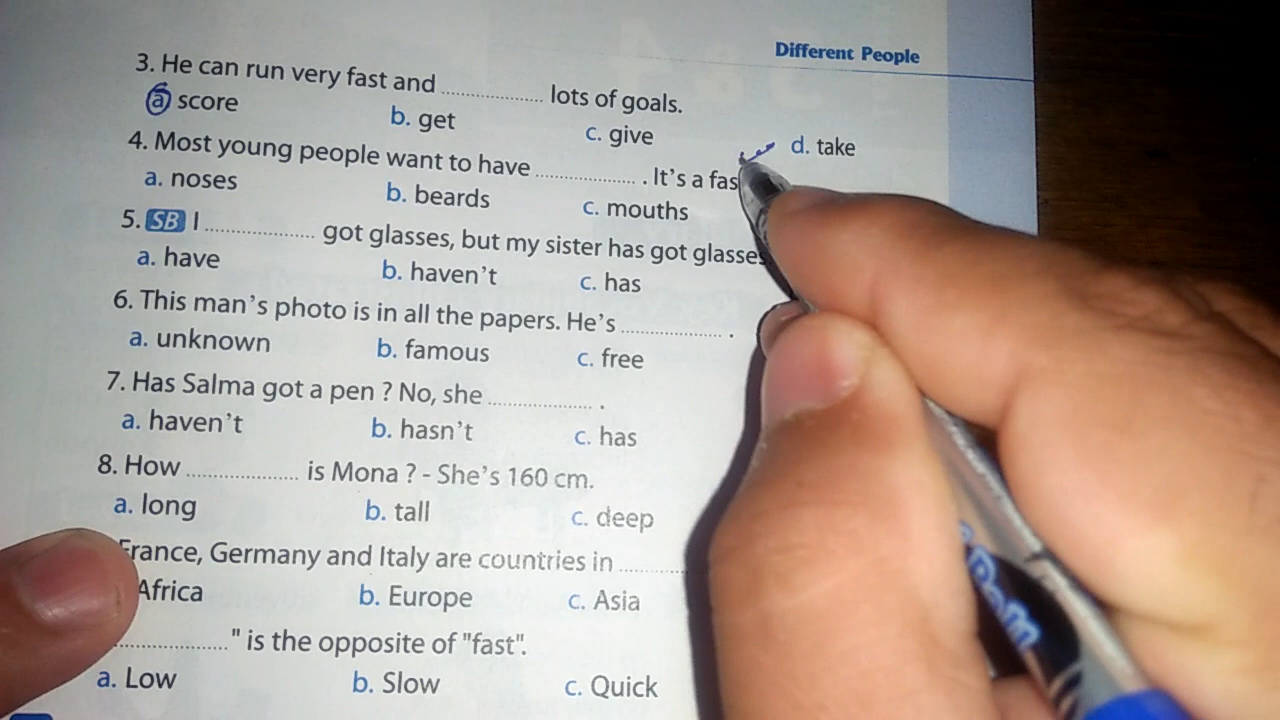 Different People
3. He can run very fast and .................... lots of goals.
a score b. get c. give d. take
4. Most young people want to have .................... . It's a fas
a. noses b. beards c. mouths
5. SB I .................... got glasses, but my sister has got glasses
a. have b. haven't c. has
6. This man's photo is in all the papers. He's .................... .
a. unknown b. famous c. free
7. Has Salma got a pen ? No, she .................... .
a. haven't b. hasn't c. has
8. How .................... is Mona ? - She's 160 cm.
a. long b. tall c. deep
France, Germany and Italy are countries in ............
Africa b. Europe c. Asia
...................." is the opposite of "fast".
a. Low b. Slow c. Quick